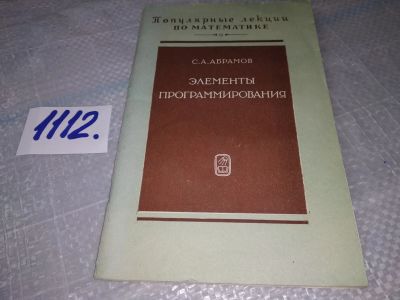 Популярные лекции
ПО МАТЕМАТИКЕ
С.А.АБРАМОВ
ЭЛЕМЕНТЫ
ПРОГРАММИРОВАНИЯ
1112.